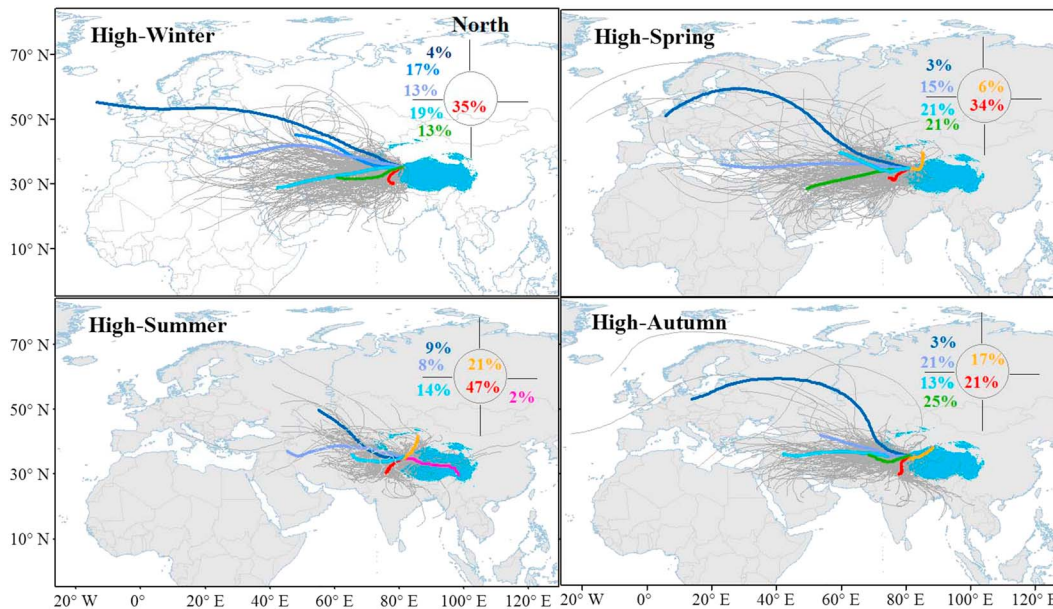 High-Winter
North
4%
17%
13%
19%
13%
35%
70° N
50° N
30° N
10° N
High-Spring
3%
15%
21%
21%
6%
34%
High-Summer
9%
8%
14%
21%
47%
2%
70° N
50° N
30° N
10° N
High-Autumn
3%
21%
13%
25%
17%
21%
20° W 0° 20° E 40° E 60° E 80° E 100° E 120° E
20° W 0° 20° E 40° E 60° E 80° E 100° E 120° E